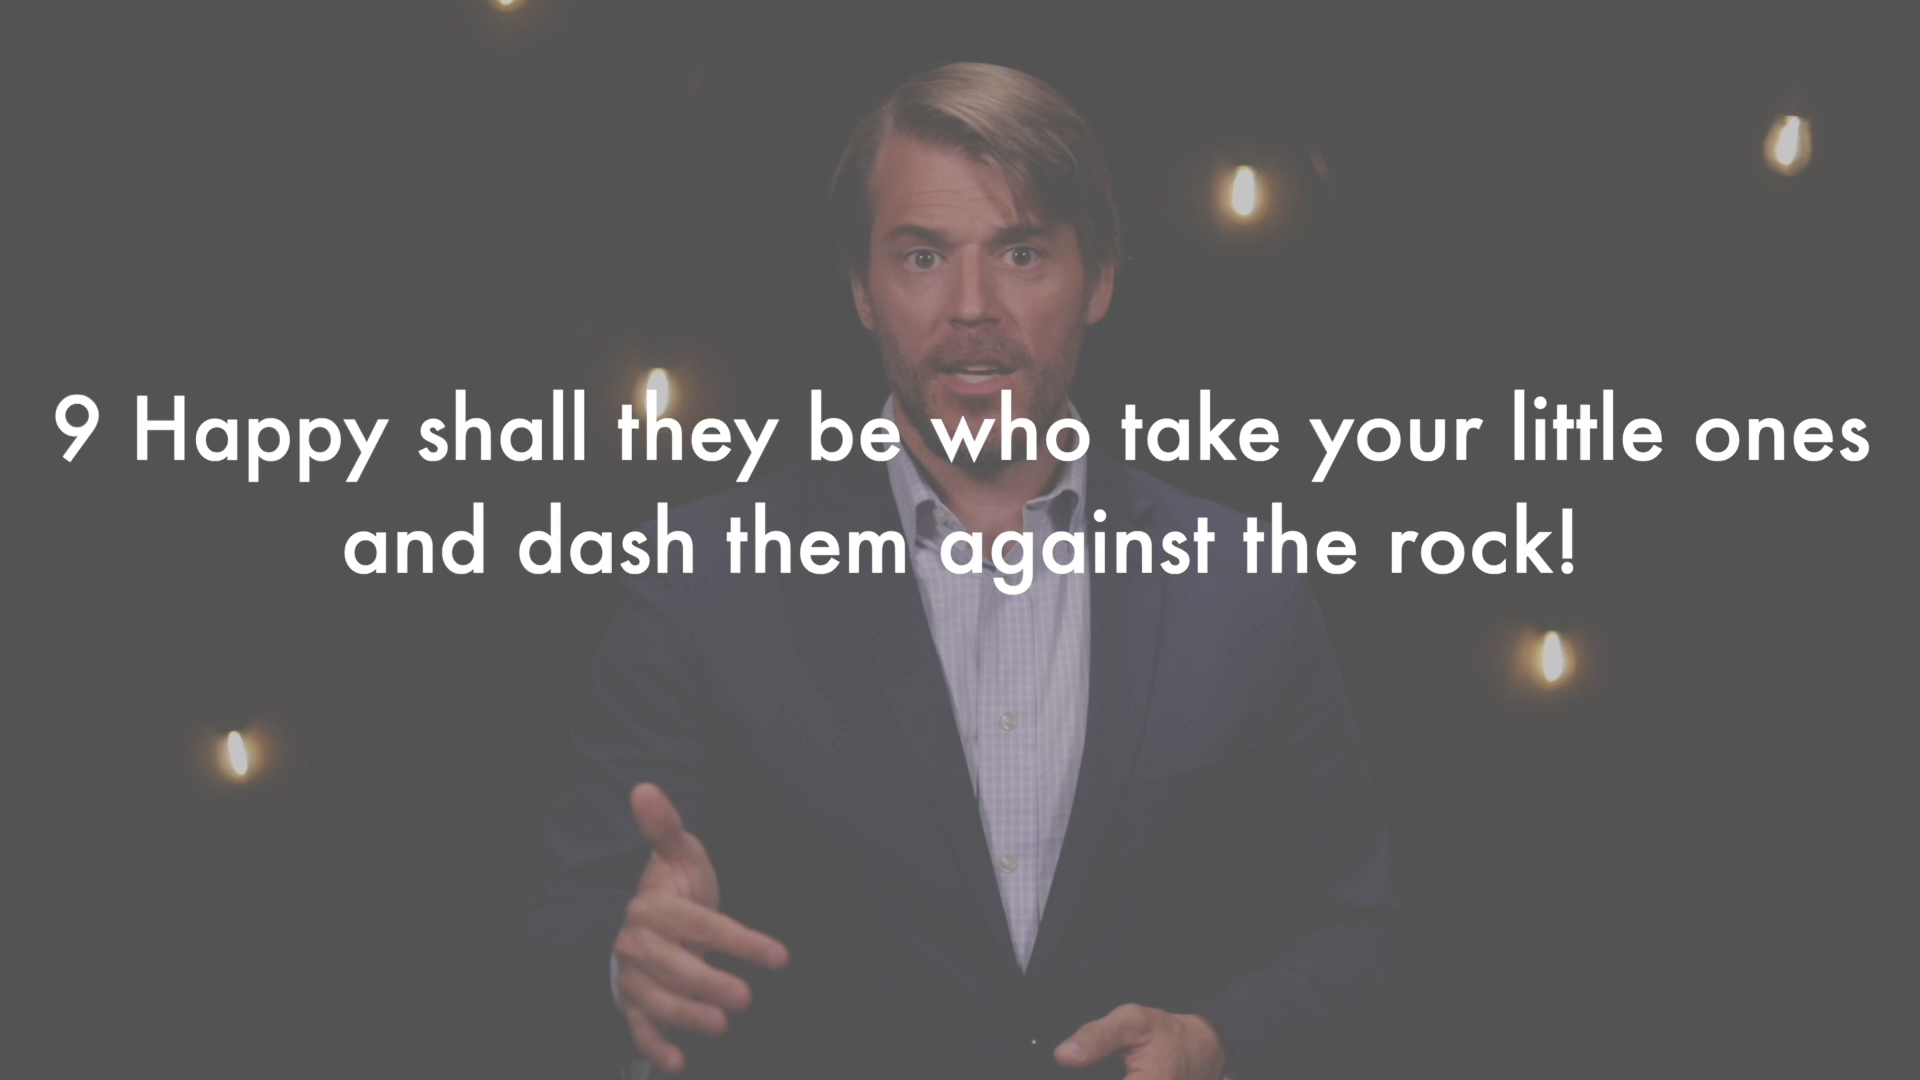 9 Happy shall they be who take your little ones
and dash them against the rock!